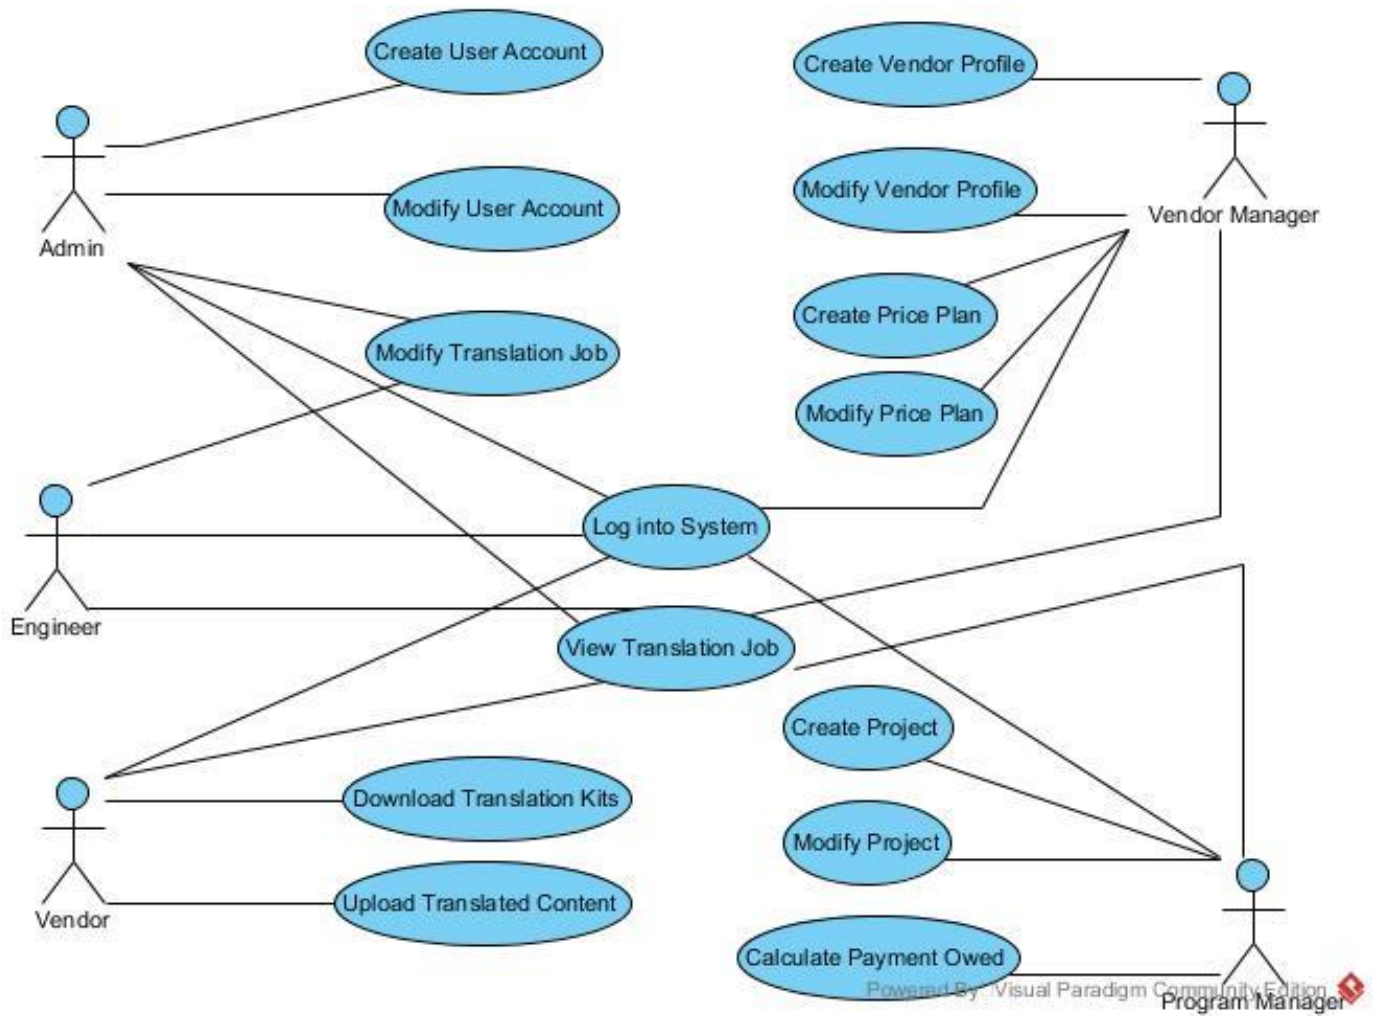 Create User Account
Create Vendor Profile
Modify Vendor Profile
Modify User Account
Vendor Manager
Admin
Create Price Plan
Modify Translation Job
Modify Price Plan
Log into System
Engineer
View Translation Job
Create Project
Download Translation Kits
Modify Project
Upload Translated Content
Vendor
Calculate Payment Owed
Powered By Visual Paradigm Community Edition
Program Manager